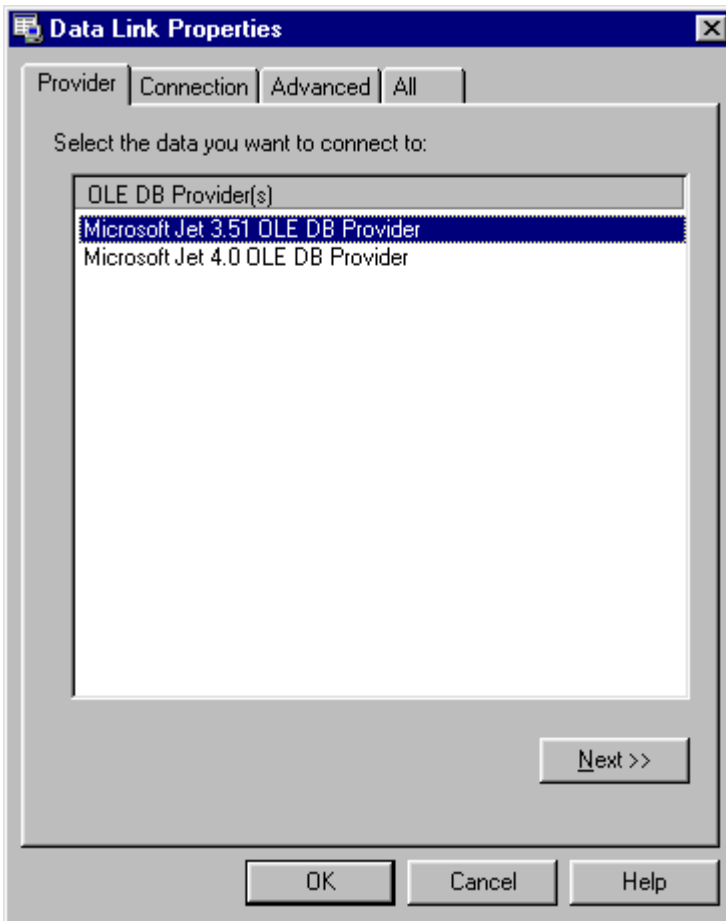 Data Link Properties
Provider Connection Advanced All
Select the data you want to connect to:
OLE DB Provider(s)
Microsoft Jet 3.51 OLE DB Provider
Microsoft Jet 4.0 OLE DB Provider
Next >>
OK Cancel Help